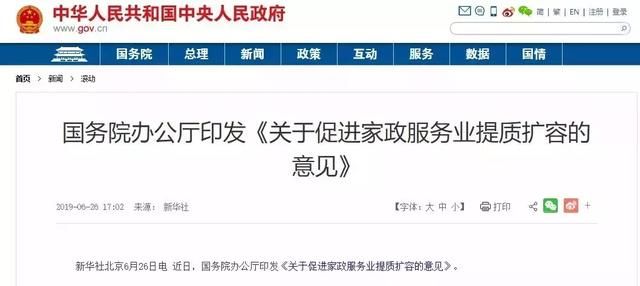 中华人民共和国中央人民政府
www.gov.cn
简 | 繁 | EN | 注册 | 登录
国务院 总理 新闻 政策 互动 服务 数据 国情
首页 > 新闻 > 滚动
国务院办公厅印发《关于促进家政服务业提质扩容的
意见》
2019-06-26 17:02 来源: 新华社 【字体: 大 中 小】 打印
新华社北京6月26日电 近日,国务院办公厅印发《关于促进家政服务业提质扩容的意见》。